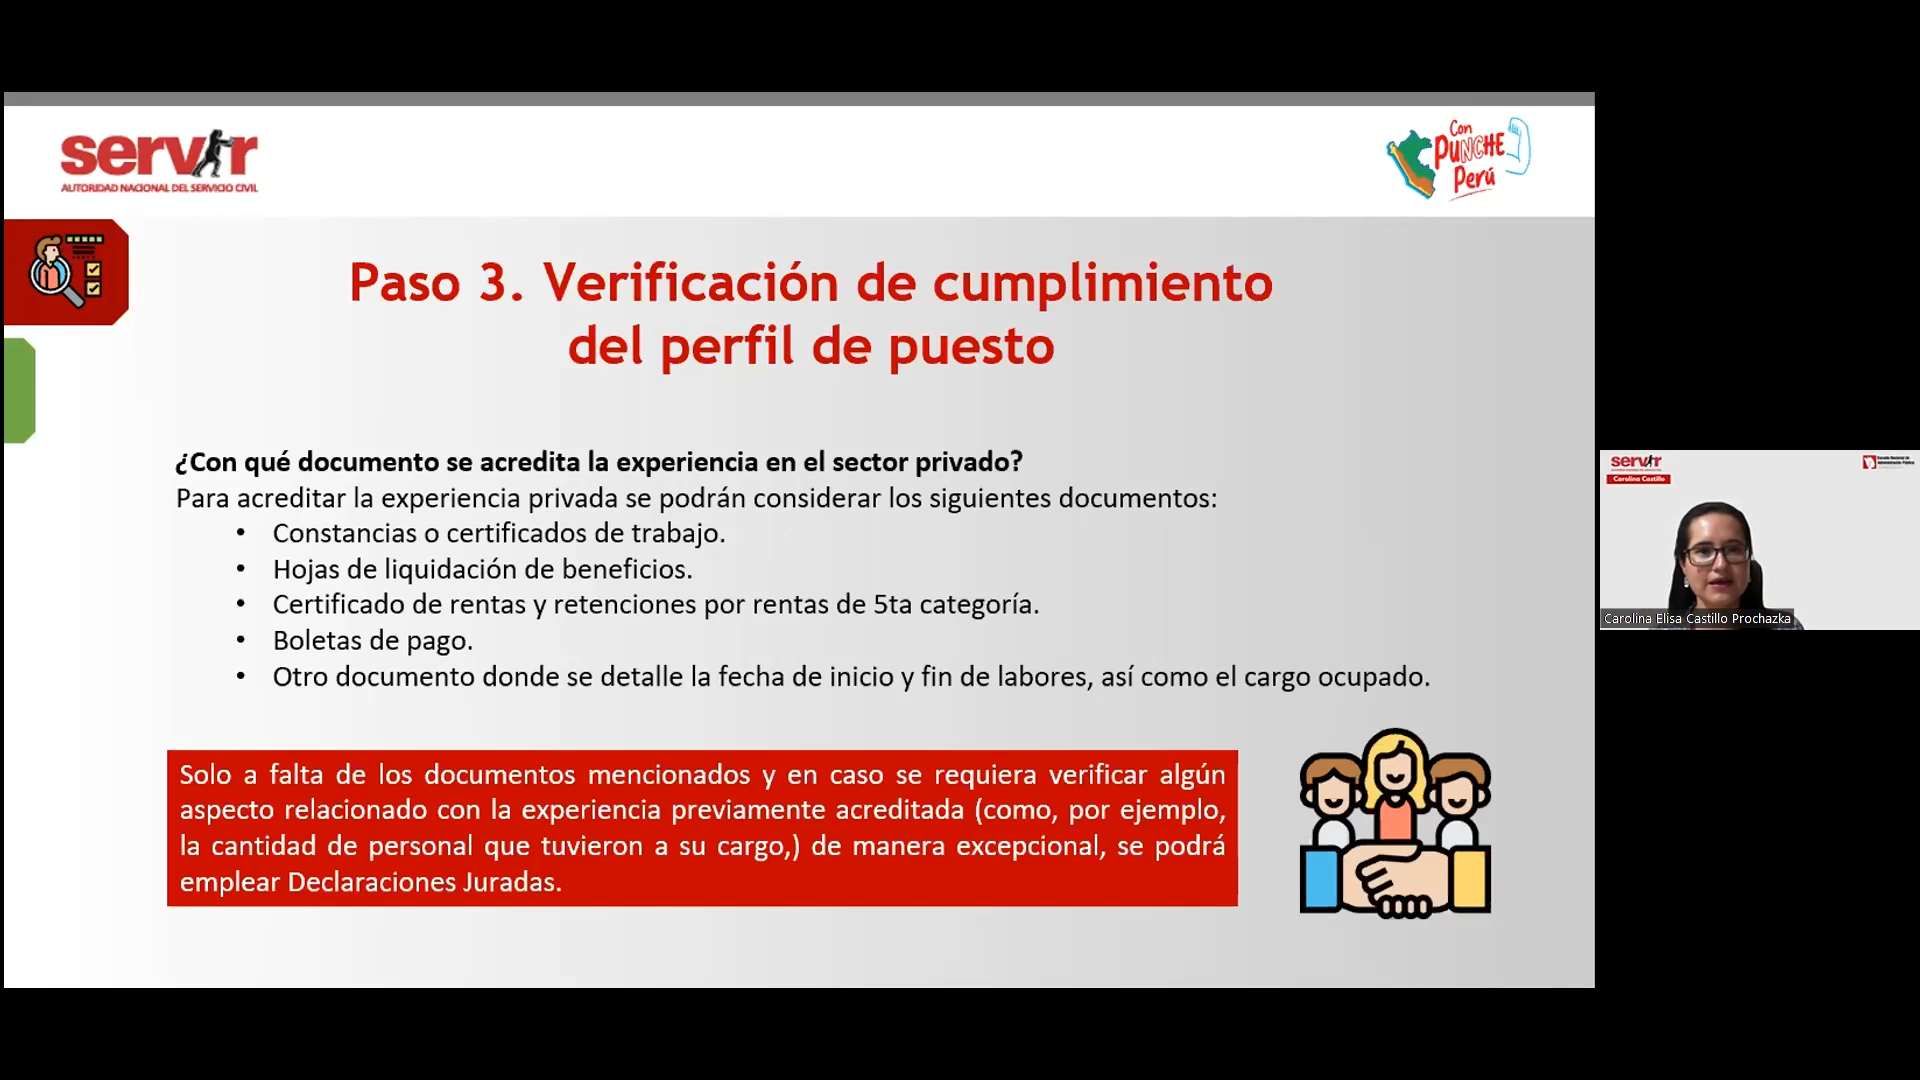 servir
AUTORIDAD NACIONAL DEL SERVICIO CIVIL
Con
PUNCHE
Perú
Paso 3. Verificación de cumplimiento
del perfil de puesto
¿Con qué documento se acredita la experiencia en el sector privado?
Para acreditar la experiencia privada se podrán considerar los siguientes documentos:
• Constancias o certificados de trabajo.
• Hojas de liquidación de beneficios.
• Certificado de rentas y retenciones por rentas de 5ta categoría.
• Boletas de pago.
• Otro documento donde se detalle la fecha de inicio y fin de labores, así como el cargo ocupado.
Solo a falta de los documentos mencionados y en caso se requiera verificar algún
aspecto relacionado con la experiencia previamente acreditada (como, por ejemplo,
la cantidad de personal que tuvieron a su cargo,) de manera excepcional, se podrá
emplear Declaraciones Juradas.
servir
Carolina Castillo
Escuela Nacional de
Administración Pública
Carolina Elisa Castillo Prochazka